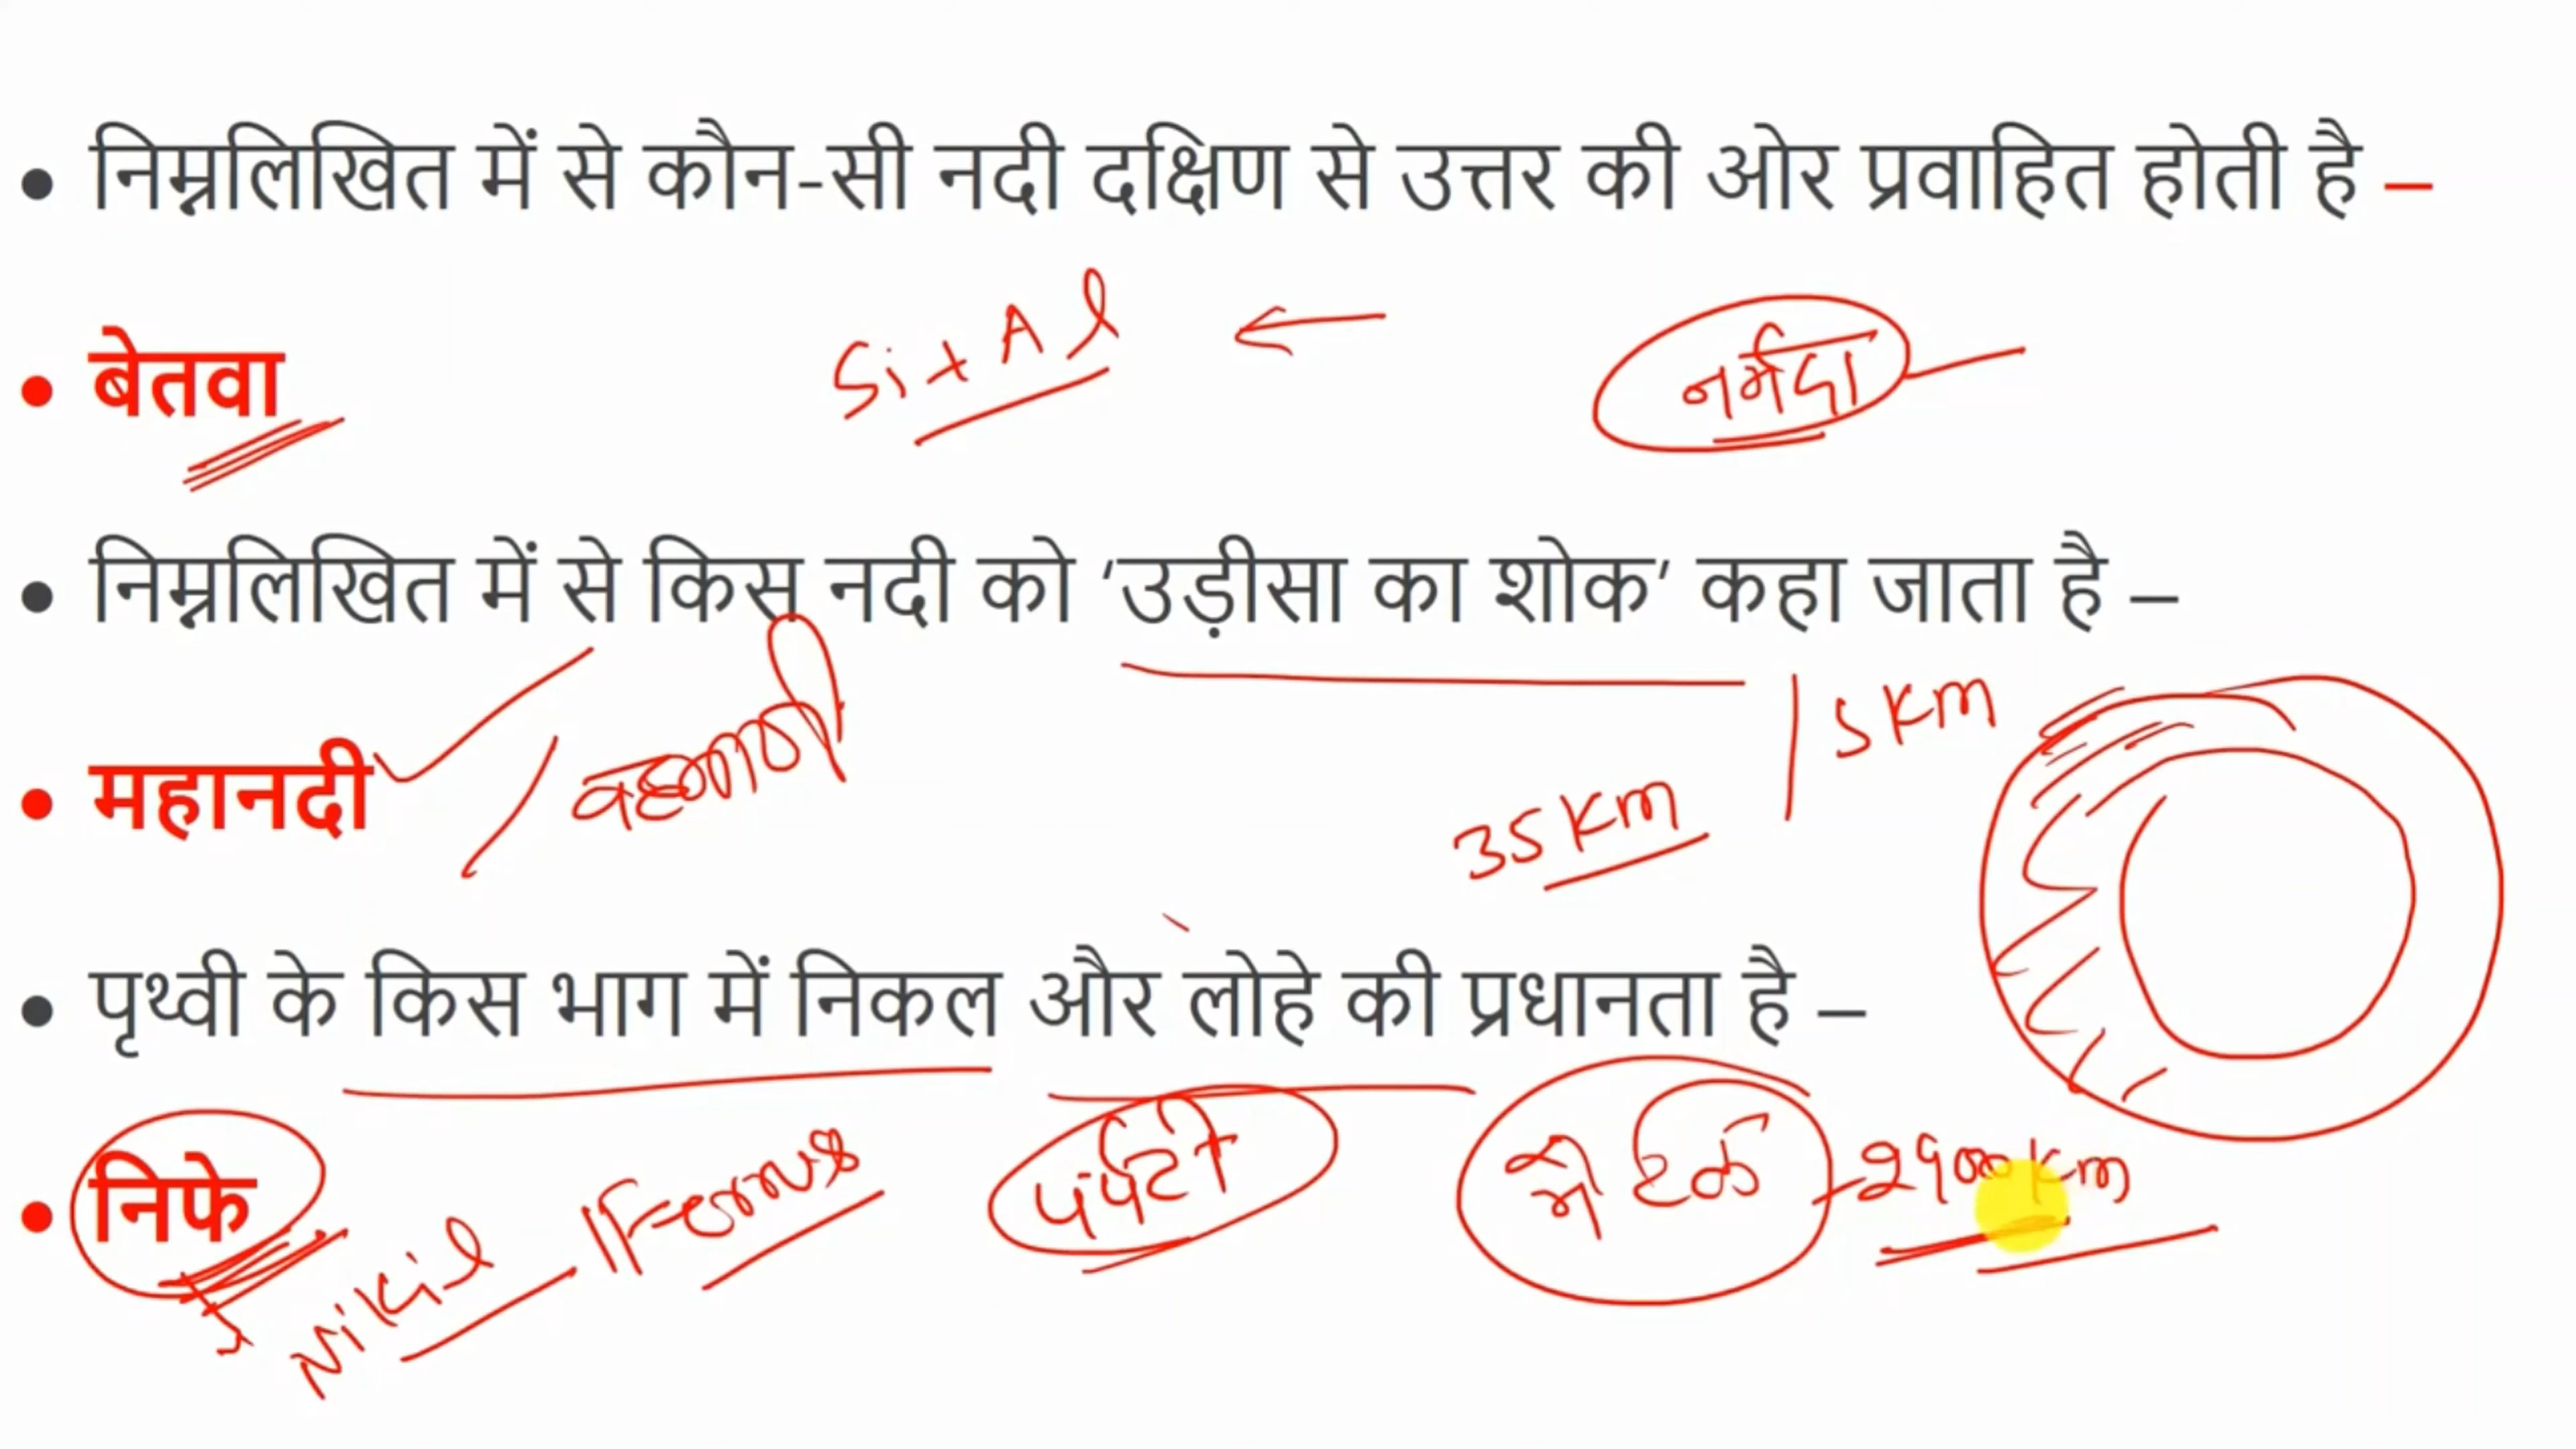 • निम्नलिखित में से कौन-सी नदी दक्षिण से उत्तर की ओर प्रवाहित होती है –
Si + Al ← नर्मदा
• बेतवा
• निम्नलिखित में से किस नदी को ‘उड़ीसा का शोक’ कहा जाता है –
5 Km
• महानदी
35 Km
• पृथ्वी के किस भाग में निकल और लोहे की प्रधानता है –
• निफे
Nikil Ferrus
2900 Km